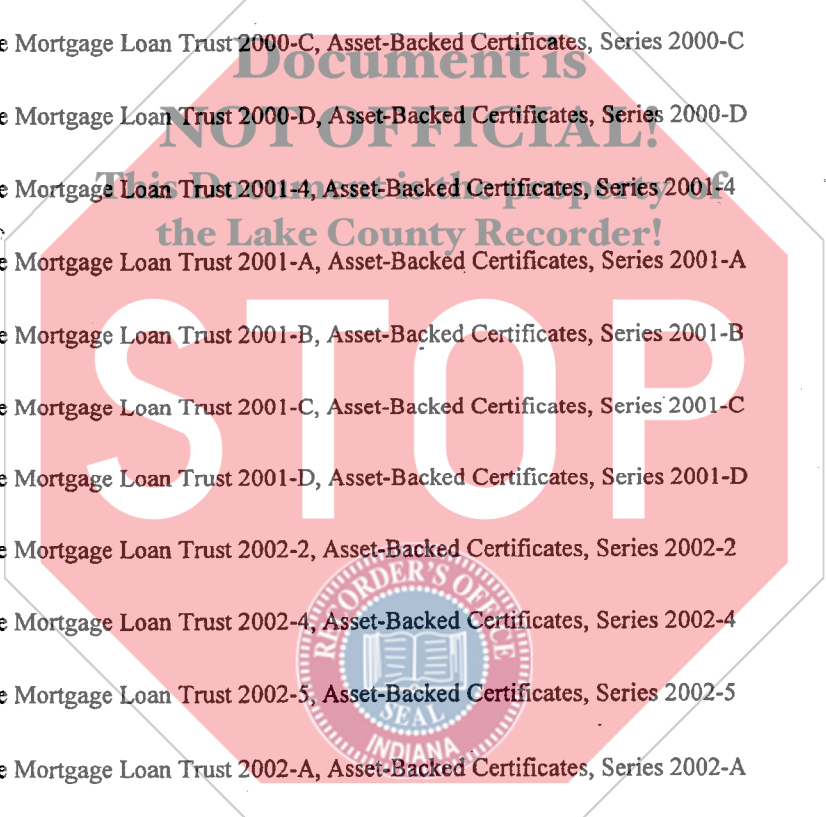 e Mortgage Loan Trust 2000-C, Asset-Backed Certificates, Series 2000-C
Document is
e Mortgage Loan Trust 2000-D, Asset-Backed Certificates, Series 2000-D
NOT OFFICIAL!
e Mortgage Loan Trust 2001-4, Asset-Backed Certificates, Series 2001-4
This Document is the property of
the Lake County Recorder!
e Mortgage Loan Trust 2001-A, Asset-Backed Certificates, Series 2001-A
e Mortgage Loan Trust 2001-B, Asset-Backed Certificates, Series 2001-B
STOP
e Mortgage Loan Trust 2001-C, Asset-Backed Certificates, Series 2001-C
e Mortgage Loan Trust 2001-D, Asset-Backed Certificates, Series 2001-D
e Mortgage Loan Trust 2002-2, Asset-Backed Certificates, Series 2002-2
RECORDER'S OFFICE
e Mortgage Loan Trust 2002-4, Asset-Backed Certificates, Series 2002-4
e Mortgage Loan Trust 2002-5, Asset-Backed Certificates, Series 2002-5
SEAL
INDIANA
e Mortgage Loan Trust 2002-A, Asset-Backed Certificates, Series 2002-A